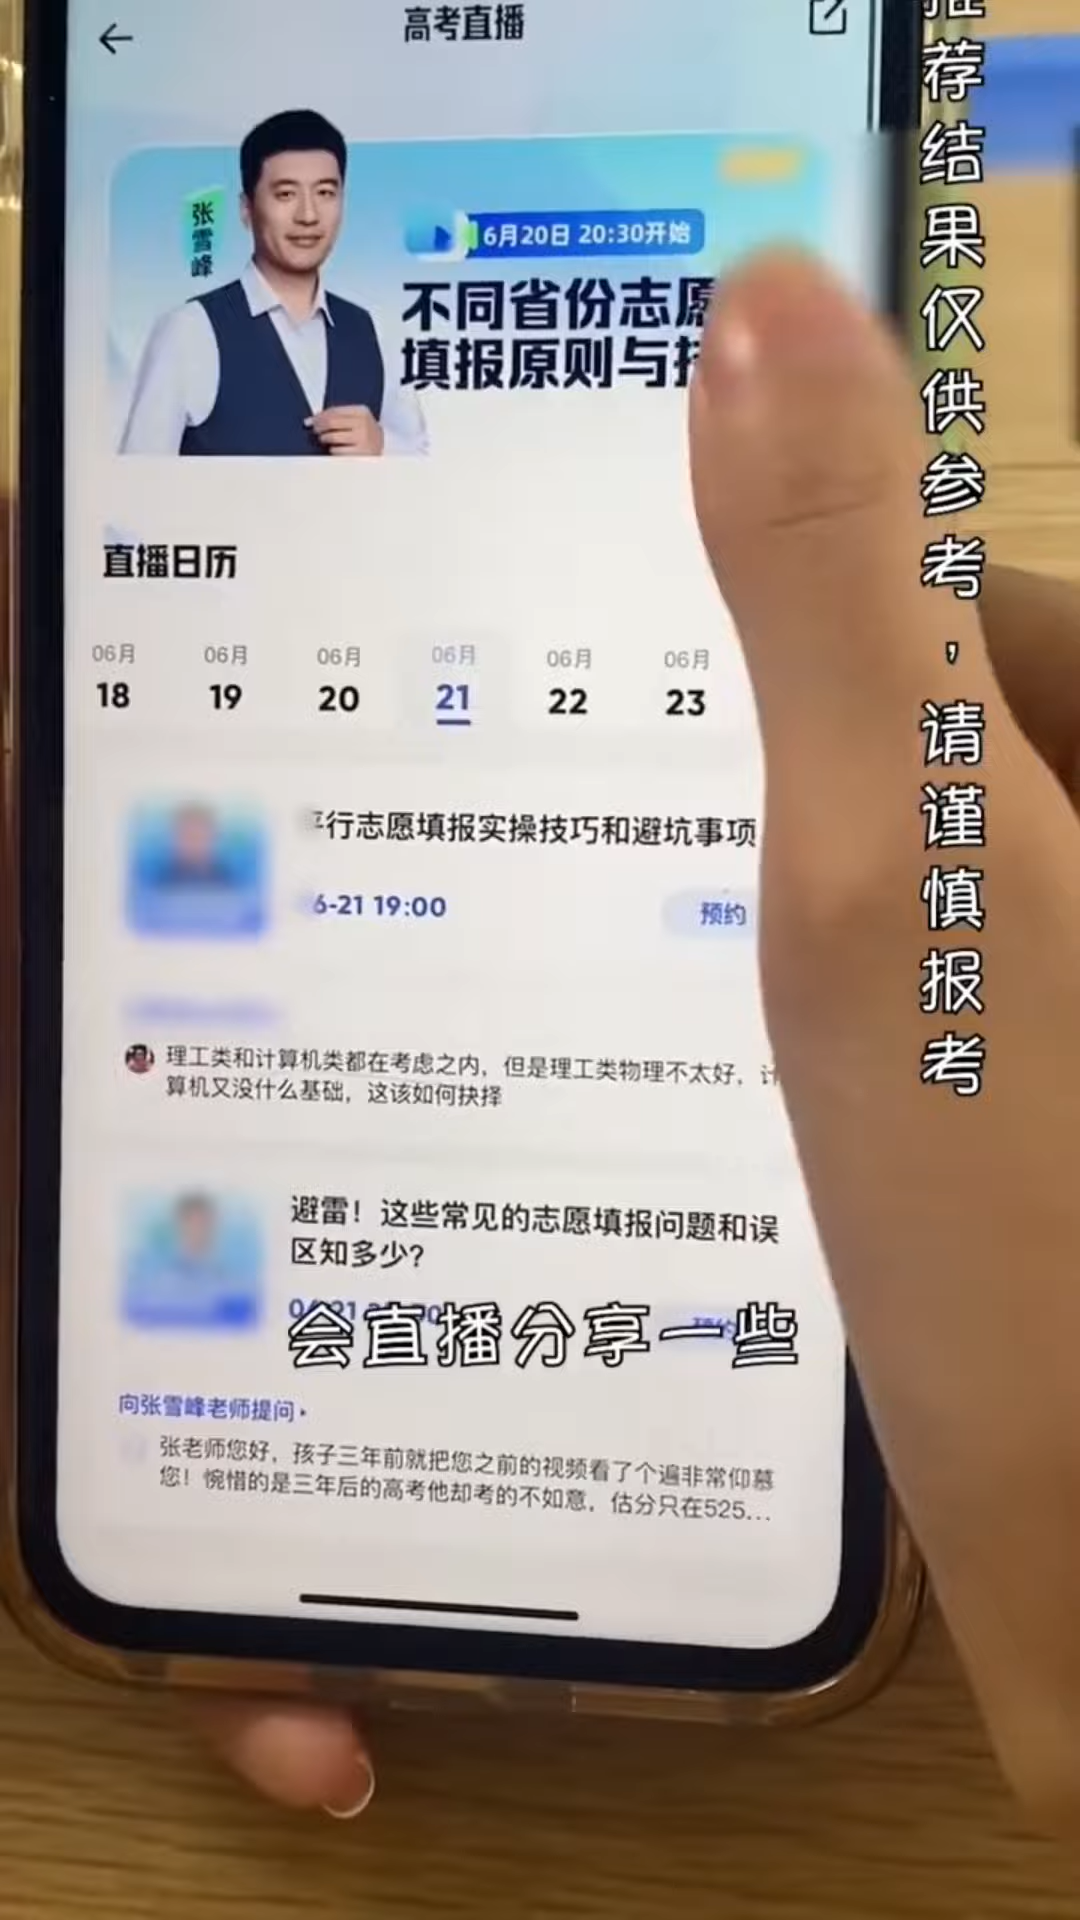 高考直播
张雪峰
6月20日 20:30开始
不同省份志愿
填报原则与
直播日历
06月 06月 06月 06月 06月 06月
18 19 20 21 22 23
行志愿填报实操技巧和避坑事项
6-21 19:00
预约
理工类和计算机类都在考虑之内，但是理工类物理不太好，计
算机又没什么基础，这该如何抉择
避雷！这些常见的志愿填报问题和误
区知多少？
会直播分享一些
向张雪峰老师提问
张老师您好，孩子三年前就把您之前的视频看了个遍非常仰慕
您！惋惜的是三年后的高考他却考的不如意，估分只在525...
推荐结果仅供参考，请谨慎报考